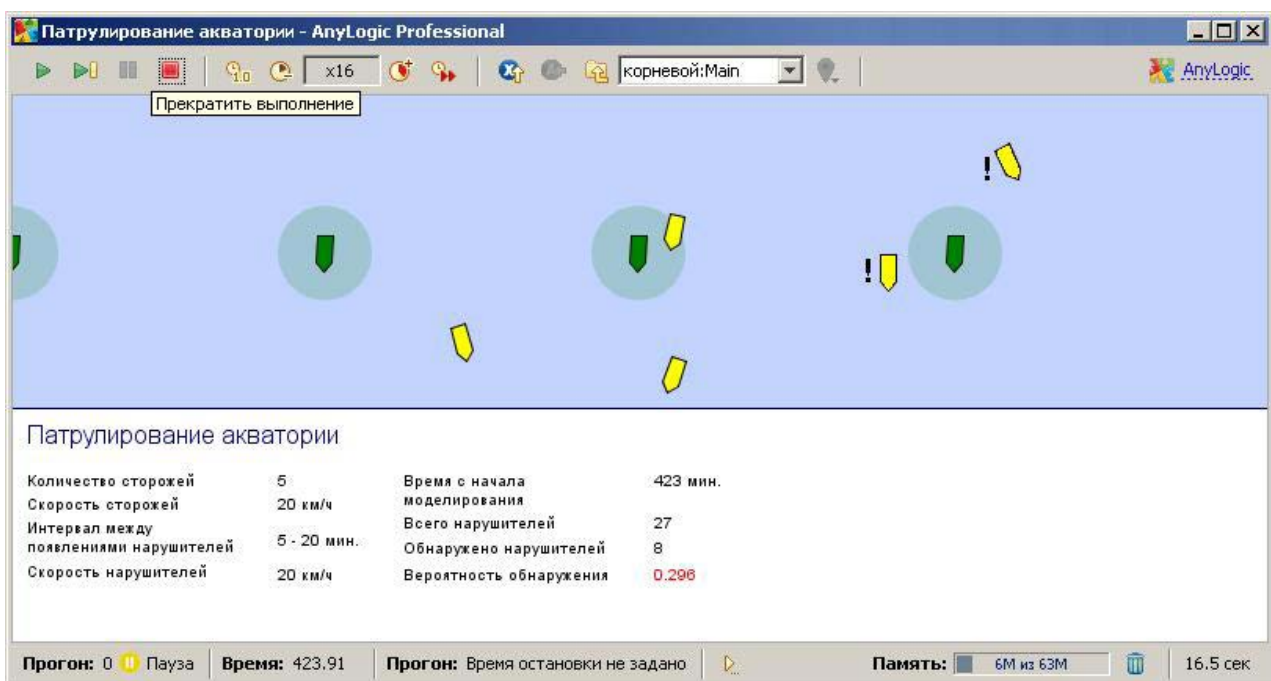 Патрулирование акватории - AnyLogic Professional
x16
корневой:Main
AnyLogic
Прекратить выполнение
!
!
Патрулирование акватории
Количество сторожей 5
Скорость сторожей 20 км/ч
Интервал между
появлениями нарушителей 5 - 20 мин.
Скорость нарушителей 20 км/ч
Время с начала 423 мин.
моделирования
Всего нарушителей 27
Обнаружено нарушителей 8
Вероятность обнаружения 0.296
Прогон: 0 Пауза Время: 423.91 Прогон: Время остановки не задано Память: 6М из 63М 16.5 сек